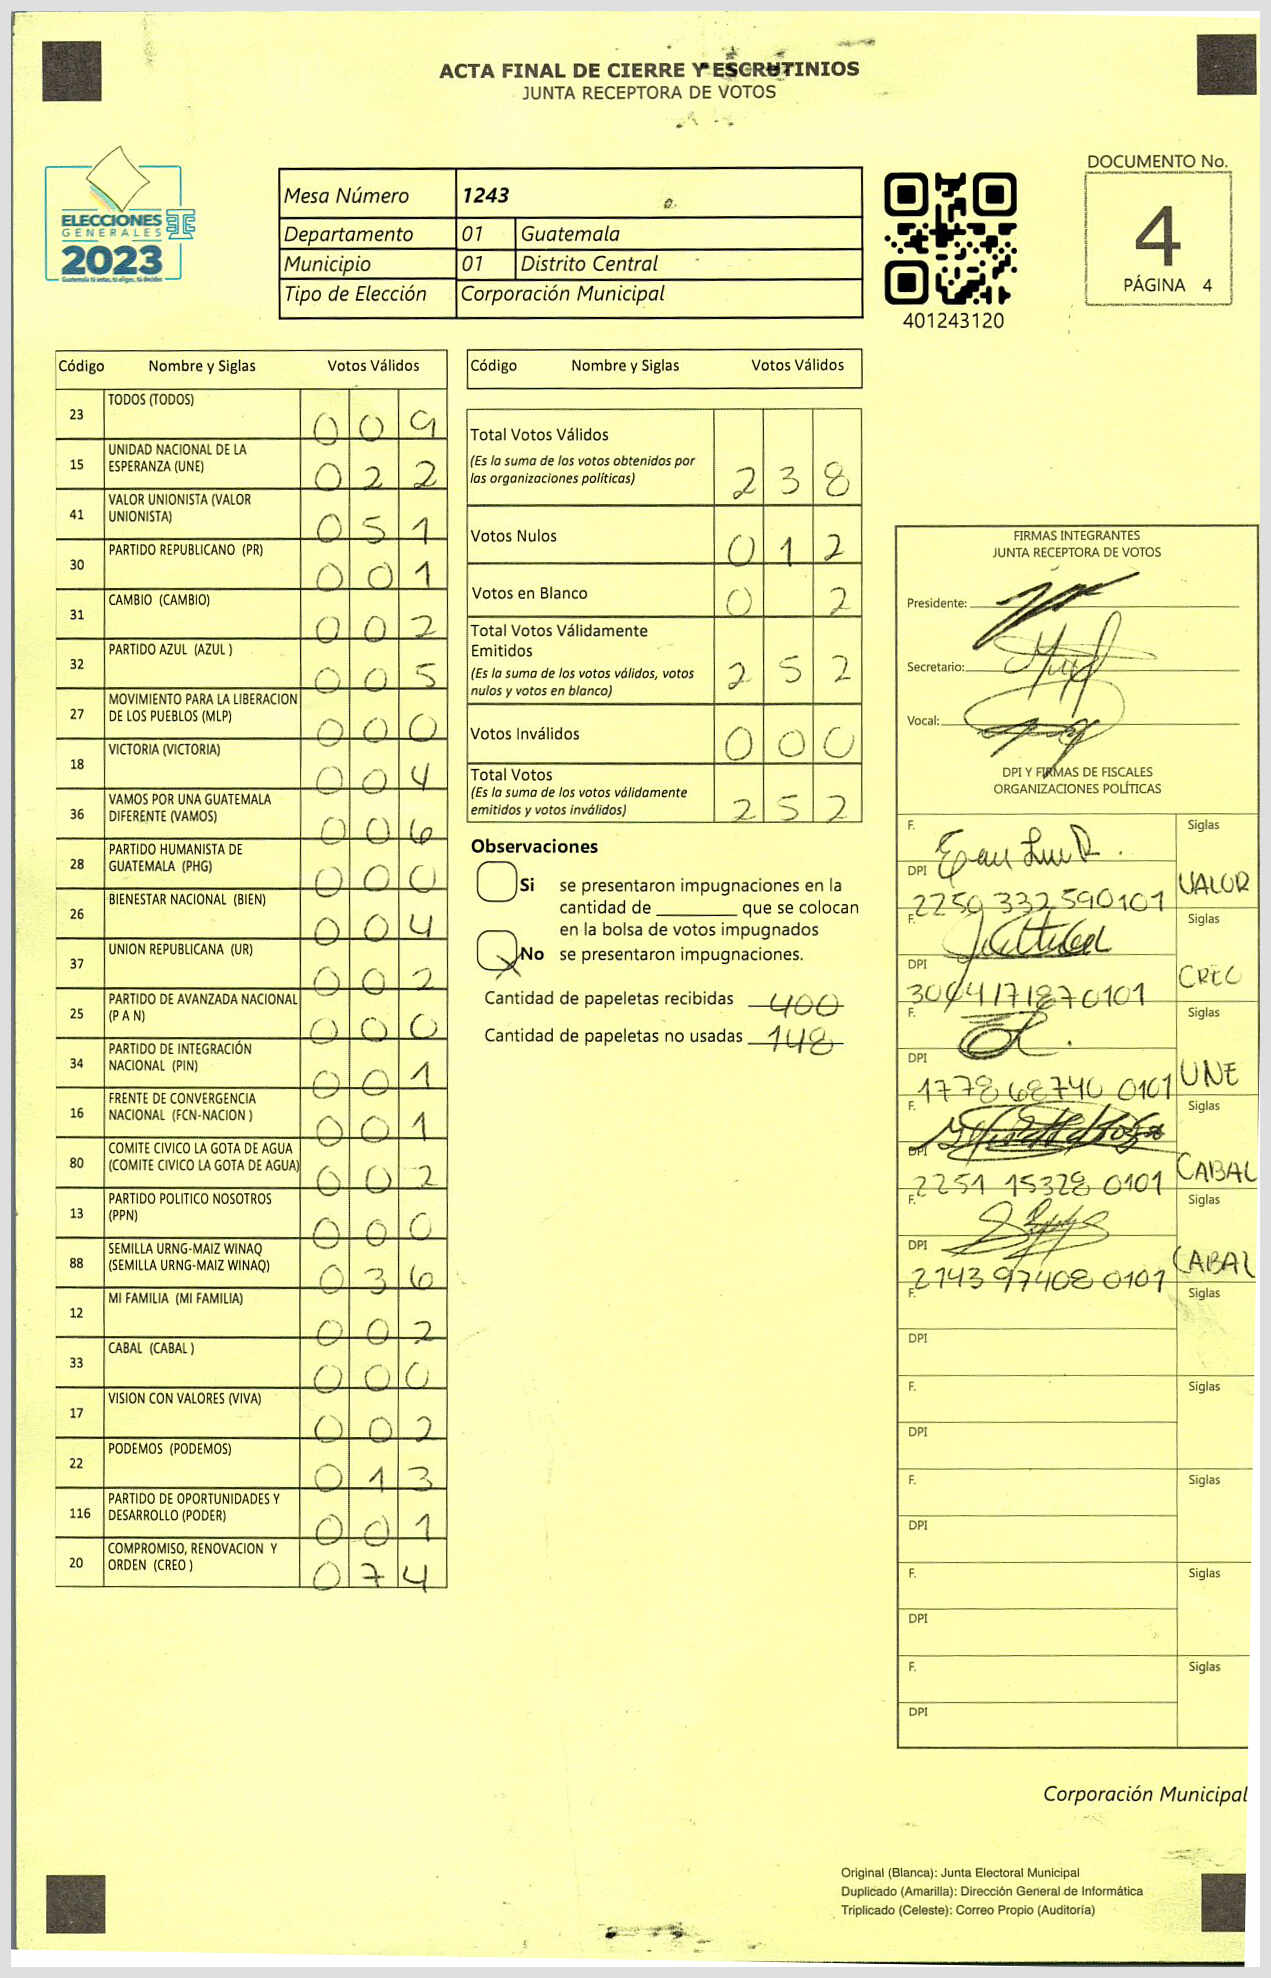 ACTA FINAL DE CIERRE Y ESCRUTINIOS
JUNTA RECEPTORA DE VOTOS
ELECCIONES
GENERALES
2023
Guatemala tú votas, tú eliges, tú decides
Mesa Número 1243
Departamento 01 Guatemala
Municipio 01 Distrito Central
Tipo de Elección Corporación Municipal
401243120
DOCUMENTO No.
4
PÁGINA 4
Código Nombre y Siglas Votos Válidos
23 TODOS (TODOS) 0 0 9
15 UNIDAD NACIONAL DE LA
ESPERANZA (UNE) 0 2 2
41 VALOR UNIONISTA (VALOR
UNIONISTA) 0 5 1
30 PARTIDO REPUBLICANO (PR) 0 0 1
31 CAMBIO (CAMBIO) 0 0 2
32 PARTIDO AZUL (AZUL ) 0 0 5
27 MOVIMIENTO PARA LA LIBERACION
DE LOS PUEBLOS (MLP) 0 0 0
18 VICTORIA (VICTORIA) 0 0 4
36 VAMOS POR UNA GUATEMALA
DIFERENTE (VAMOS) 0 0 6
28 PARTIDO HUMANISTA DE
GUATEMALA (PHG) 0 0 0
26 BIENESTAR NACIONAL (BIEN) 0 0 4
37 UNION REPUBLICANA (UR) 0 0 2
25 PARTIDO DE AVANZADA NACIONAL
(P A N) 0 0 0
34 PARTIDO DE INTEGRACIÓN
NACIONAL (PIN) 0 0 1
16 FRENTE DE CONVERGENCIA
NACIONAL (FCN-NACION ) 0 0 1
80 COMITE CIVICO LA GOTA DE AGUA
(COMITE CIVICO LA GOTA DE AGUA) 0 0 2
13 PARTIDO POLITICO NOSOTROS
(PPN) 0 0 0
88 SEMILLA URNG-MAIZ WINAQ
(SEMILLA URNG-MAIZ WINAQ) 0 3 6
12 MI FAMILIA (MI FAMILIA) 0 0 2
33 CABAL (CABAL ) 0 0 0
17 VISION CON VALORES (VIVA) 0 0 2
22 PODEMOS (PODEMOS) 0 1 3
116 PARTIDO DE OPORTUNIDADES Y
DESARROLLO (PODER) 0 0 1
20 COMPROMISO, RENOVACION Y
ORDEN (CREO ) 0 7 4
Código Nombre y Siglas Votos Válidos
Total Votos Válidos
(Es la suma de los votos obtenidos por
las organizaciones políticas) 2 3 8
Votos Nulos 0 1 2
Votos en Blanco 0 2
Total Votos Válidamente
Emitidos
(Es la suma de los votos válidos, votos
nulos y votos en blanco) 2 5 2
Votos Inválidos 0 0 0
Total Votos
(Es la suma de los votos válidamente
emitidos y votos inválidos) 2 5 2
Observaciones
Si se presentaron impugnaciones en la
cantidad de ________ que se colocan
en la bolsa de votos impugnados
No se presentaron impugnaciones.
Cantidad de papeletas recibidas 400
Cantidad de papeletas no usadas 148
FIRMAS INTEGRANTES
JUNTA RECEPTORA DE VOTOS
Presidente:
Secretario:
Vocal:
DPI Y FIRMAS DE FISCALES
ORGANIZACIONES POLÍTICAS
F. Siglas
DPI 2250 332590101 VALOR
F. Siglas
DPI 3004171870101 CREO
F. Siglas
DPI 1778 68740 0101 UNE
F. Siglas
DPI 2251 15328 0101 CABAL
F. Siglas
DPI 2143 97408 0101 CABAL
F. Siglas
DPI
F. Siglas
DPI
F. Siglas
DPI
F. Siglas
DPI
F. Siglas
DPI
Corporación Municipal
Original (Blanca): Junta Electoral Municipal
Duplicado (Amarilla): Dirección General de Informática
Triplicado (Celeste): Correo Propio (Auditoría)